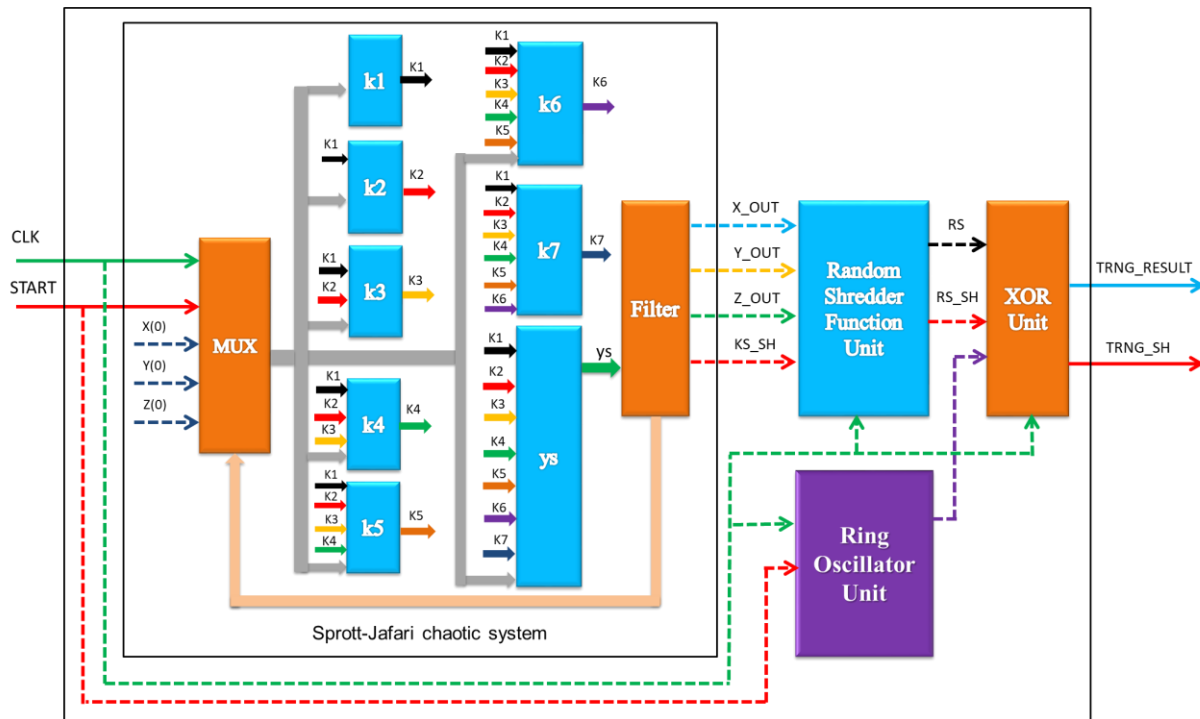 CLK
START
X(0)
Y(0)
Z(0)
MUX
k1
K1
K1
k2
K2
K1
K2
k3
K3
K1
K2
K3
k4
K4
K1
K2
K3
K4
k5
K5
K1
K2
K3
K4
K5
k6
K6
K1
K2
K3
K4
K5
K6
k7
K7
K1
K2
K3
K4
K5
K6
K7
ys
ys
Filter
Sprott-Jafari chaotic system
X_OUT
Y_OUT
Z_OUT
KS_SH
Random
Shredder
Function
Unit
RS
RS_SH
XOR
Unit
Ring
Oscillator
Unit
TRNG_RESULT
TRNG_SH